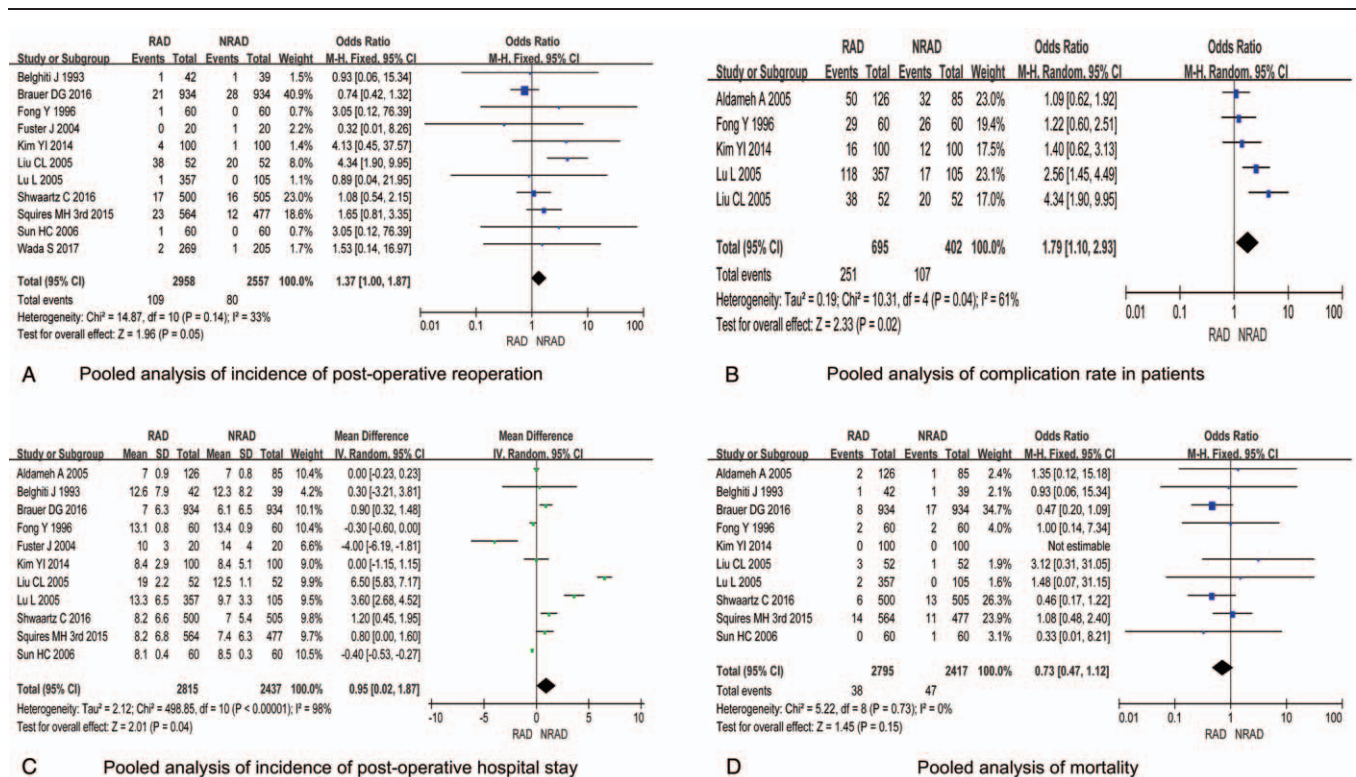 RAD NRAD Odds Ratio Odds Ratio
Study or Subgroup Events Total Events Total Weight M-H. Fixed. 95% CI M-H. Fixed. 95% CI
Belghiti J 1993 1 42 1 39 1.5% 0.93 [0.06, 15.34]
Brauer DG 2016 21 934 28 934 40.9% 0.74 [0.42, 1.32]
Fong Y 1996 1 60 0 60 0.7% 3.05 [0.12, 76.39]
Fuster J 2004 0 20 1 20 2.2% 0.32 [0.01, 8.26]
Kim YI 2014 4 100 1 100 1.4% 4.13 [0.45, 37.57]
Liu CL 2005 38 52 20 52 8.0% 4.34 [1.90, 9.95]
Lu L 2005 1 357 0 105 1.1% 0.89 [0.04, 21.95]
Shwaartz C 2016 17 500 16 505 23.0% 1.08 [0.54, 2.15]
Squires MH 3rd 2015 23 564 12 477 18.6% 1.65 [0.81, 3.35]
Sun HC 2006 1 60 0 60 0.7% 3.05 [0.12, 76.39]
Wada S 2017 2 269 1 205 1.7% 1.53 [0.14, 16.97]
Total (95% CI) 2958 2557 100.0% 1.37 [1.00, 1.87]
Total events 109 80
Heterogeneity: Chi² = 14.87, df = 10 (P = 0.14); I² = 33%
Test for overall effect: Z = 1.96 (P = 0.05)
0.01 0.1 1 10 100
RAD NRAD
A Pooled analysis of incidence of post-operative reoperation
RAD NRAD Odds Ratio Odds Ratio
Study or Subgroup Events Total Events Total Weight M-H. Random. 95% CI M-H. Random. 95% CI
Aldameh A 2005 50 126 32 85 23.0% 1.09 [0.62, 1.92]
Fong Y 1996 29 60 26 60 19.4% 1.22 [0.60, 2.51]
Kim YI 2014 16 100 12 100 17.5% 1.40 [0.62, 3.13]
Lu L 2005 118 357 17 105 23.1% 2.56 [1.45, 4.49]
Liu CL 2005 38 52 20 52 17.0% 4.34 [1.90, 9.95]
Total (95% CI) 695 402 100.0% 1.79 [1.10, 2.93]
Total events 251 107
Heterogeneity: Tau² = 0.19; Chi² = 10.31, df = 4 (P = 0.04); I² = 61%
Test for overall effect: Z = 2.33 (P = 0.02)
0.01 0.1 1 10 100
RAD NRAD
B Pooled analysis of complication rate in patients
RAD NRAD Mean Difference Mean Difference
Study or Subgroup Mean SD Total Mean SD Total Weight IV. Random. 95% CI IV. Random. 95% CI
Aldameh A 2005 7 0.9 126 7 0.8 85 10.4% 0.00 [-0.23, 0.23]
Belghiti J 1993 12.6 7.9 42 12.3 8.2 39 4.2% 0.30 [-3.21, 3.81]
Brauer DG 2016 7 6.3 934 6.1 6.5 934 10.1% 0.90 [0.32, 1.48]
Fong Y 1996 13.1 0.8 60 13.4 0.9 60 10.4% -0.30 [-0.60, 0.00]
Fuster J 2004 10 3 20 14 4 20 6.6% -4.00 [-6.19, -1.81]
Kim YI 2014 8.4 2.9 100 8.4 5.1 100 9.0% 0.00 [-1.15, 1.15]
Liu CL 2005 19 2.2 52 12.5 1.1 52 10.0% 6.50 [5.83, 7.17]
Lu L 2005 13.3 6.5 357 9.7 3.3 105 9.5% 3.60 [2.68, 4.52]
Shwaartz C 2016 8.2 6.6 500 7 5.4 505 9.8% 1.20 [0.45, 1.95]
Squires MH 3rd 2015 8.2 6.8 564 7.4 6.3 477 9.7% 0.80 [0.00, 1.60]
Sun HC 2006 8.1 0.4 60 8.5 0.3 60 10.5% -0.40 [-0.53, -0.27]
Total (95% CI) 2815 2437 100.0% 0.95 [0.02, 1.87]
Heterogeneity: Tau² = 2.12; Chi² = 498.85, df = 10 (P < 0.00001); I² = 98%
Test for overall effect: Z = 2.01 (P = 0.04)
-10 -5 0 5 10
RAD NRAD
C Pooled analysis of incidence of post-operative hospital stay
RAD NRAD Odds Ratio Odds Ratio
Study or Subgroup Events Total Events Total Weight M-H. Fixed. 95% CI M-H. Fixed. 95% CI
Aldameh A 2005 2 126 1 85 2.4% 1.35 [0.12, 15.18]
Belghiti J 1993 1 42 1 39 2.1% 0.93 [0.06, 15.34]
Brauer DG 2016 8 934 17 934 34.7% 0.47 [0.20, 1.09]
Fong Y 1996 2 60 2 60 4.0% 1.00 [0.14, 7.34]
Kim YI 2014 0 100 0 100 Not estimable
Liu CL 2005 3 52 1 52 1.9% 3.12 [0.31, 31.05]
Lu L 2005 2 357 0 105 1.6% 1.48 [0.07, 31.15]
Shwaartz C 2016 6 500 13 505 26.3% 0.46 [0.17, 1.22]
Squires MH 3rd 2015 14 564 11 477 23.9% 1.08 [0.48, 2.40]
Sun HC 2006 0 60 1 60 3.1% 0.33 [0.01, 8.21]
Total (95% CI) 2795 2417 100.0% 0.73 [0.47, 1.12]
Total events 38 47
Heterogeneity: Chi² = 5.22, df = 8 (P = 0.73); I² = 0%
Test for overall effect: Z = 1.45 (P = 0.15)
0.01 0.1 1 10 100
RAD NRAD
D Pooled analysis of mortality